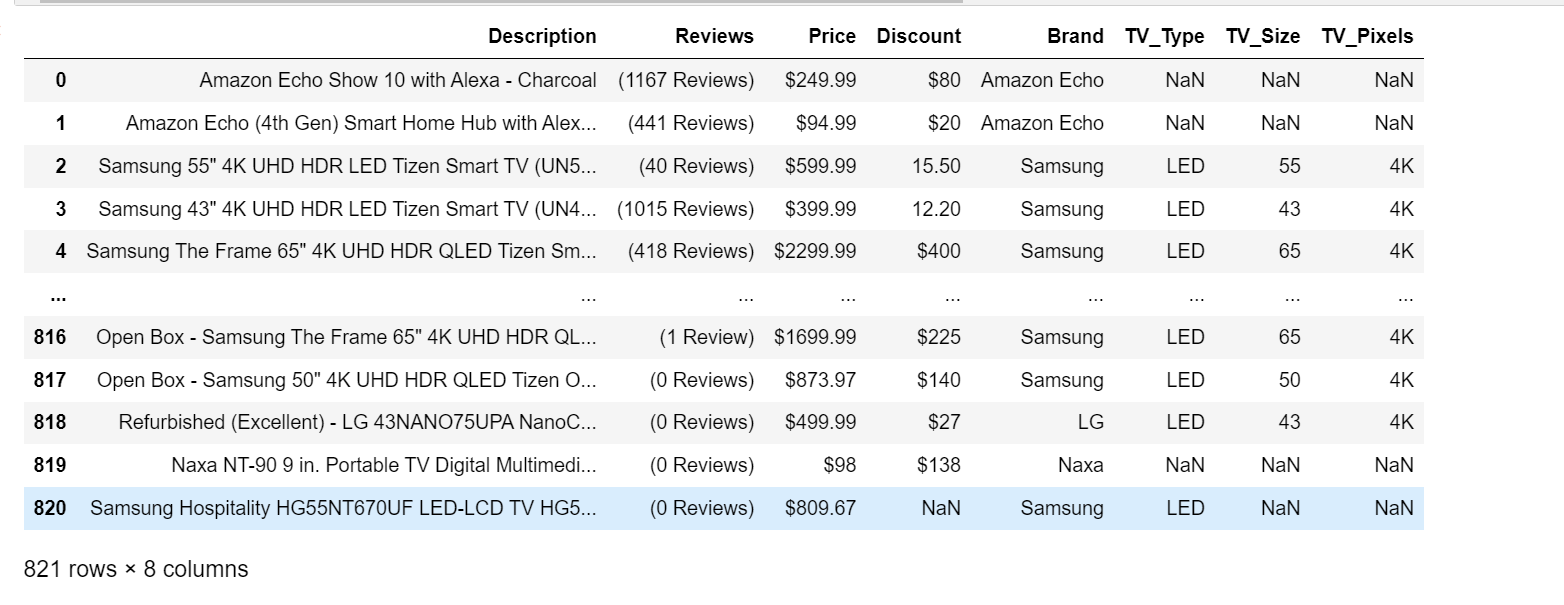 Description Reviews Price Discount Brand TV_Type TV_Size TV_Pixels
0 Amazon Echo Show 10 with Alexa - Charcoal (1167 Reviews) $249.99 $80 Amazon Echo NaN NaN NaN
1 Amazon Echo (4th Gen) Smart Home Hub with Alex... (441 Reviews) $94.99 $20 Amazon Echo NaN NaN NaN
2 Samsung 55" 4K UHD HDR LED Tizen Smart TV (UN5... (40 Reviews) $599.99 15.50 Samsung LED 55 4K
3 Samsung 43" 4K UHD HDR LED Tizen Smart TV (UN4... (1015 Reviews) $399.99 12.20 Samsung LED 43 4K
4 Samsung The Frame 65" 4K UHD HDR QLED Tizen Sm... (418 Reviews) $2299.99 $400 Samsung LED 65 4K
... ... ... ... ... ... ... ... ...
816 Open Box - Samsung The Frame 65" 4K UHD HDR QL... (1 Review) $1699.99 $225 Samsung LED 65 4K
817 Open Box - Samsung 50" 4K UHD HDR QLED Tizen O... (0 Reviews) $873.97 $140 Samsung LED 50 4K
818 Refurbished (Excellent) - LG 43NANO75UPA NanoC... (0 Reviews) $499.99 $27 LG LED 43 4K
819 Naxa NT-90 9 in. Portable TV Digital Multimedi... (0 Reviews) $98 $138 Naxa NaN NaN NaN
820 Samsung Hospitality HG55NT670UF LED-LCD TV HG5... (0 Reviews) $809.67 NaN Samsung LED NaN NaN
821 rows × 8 columns